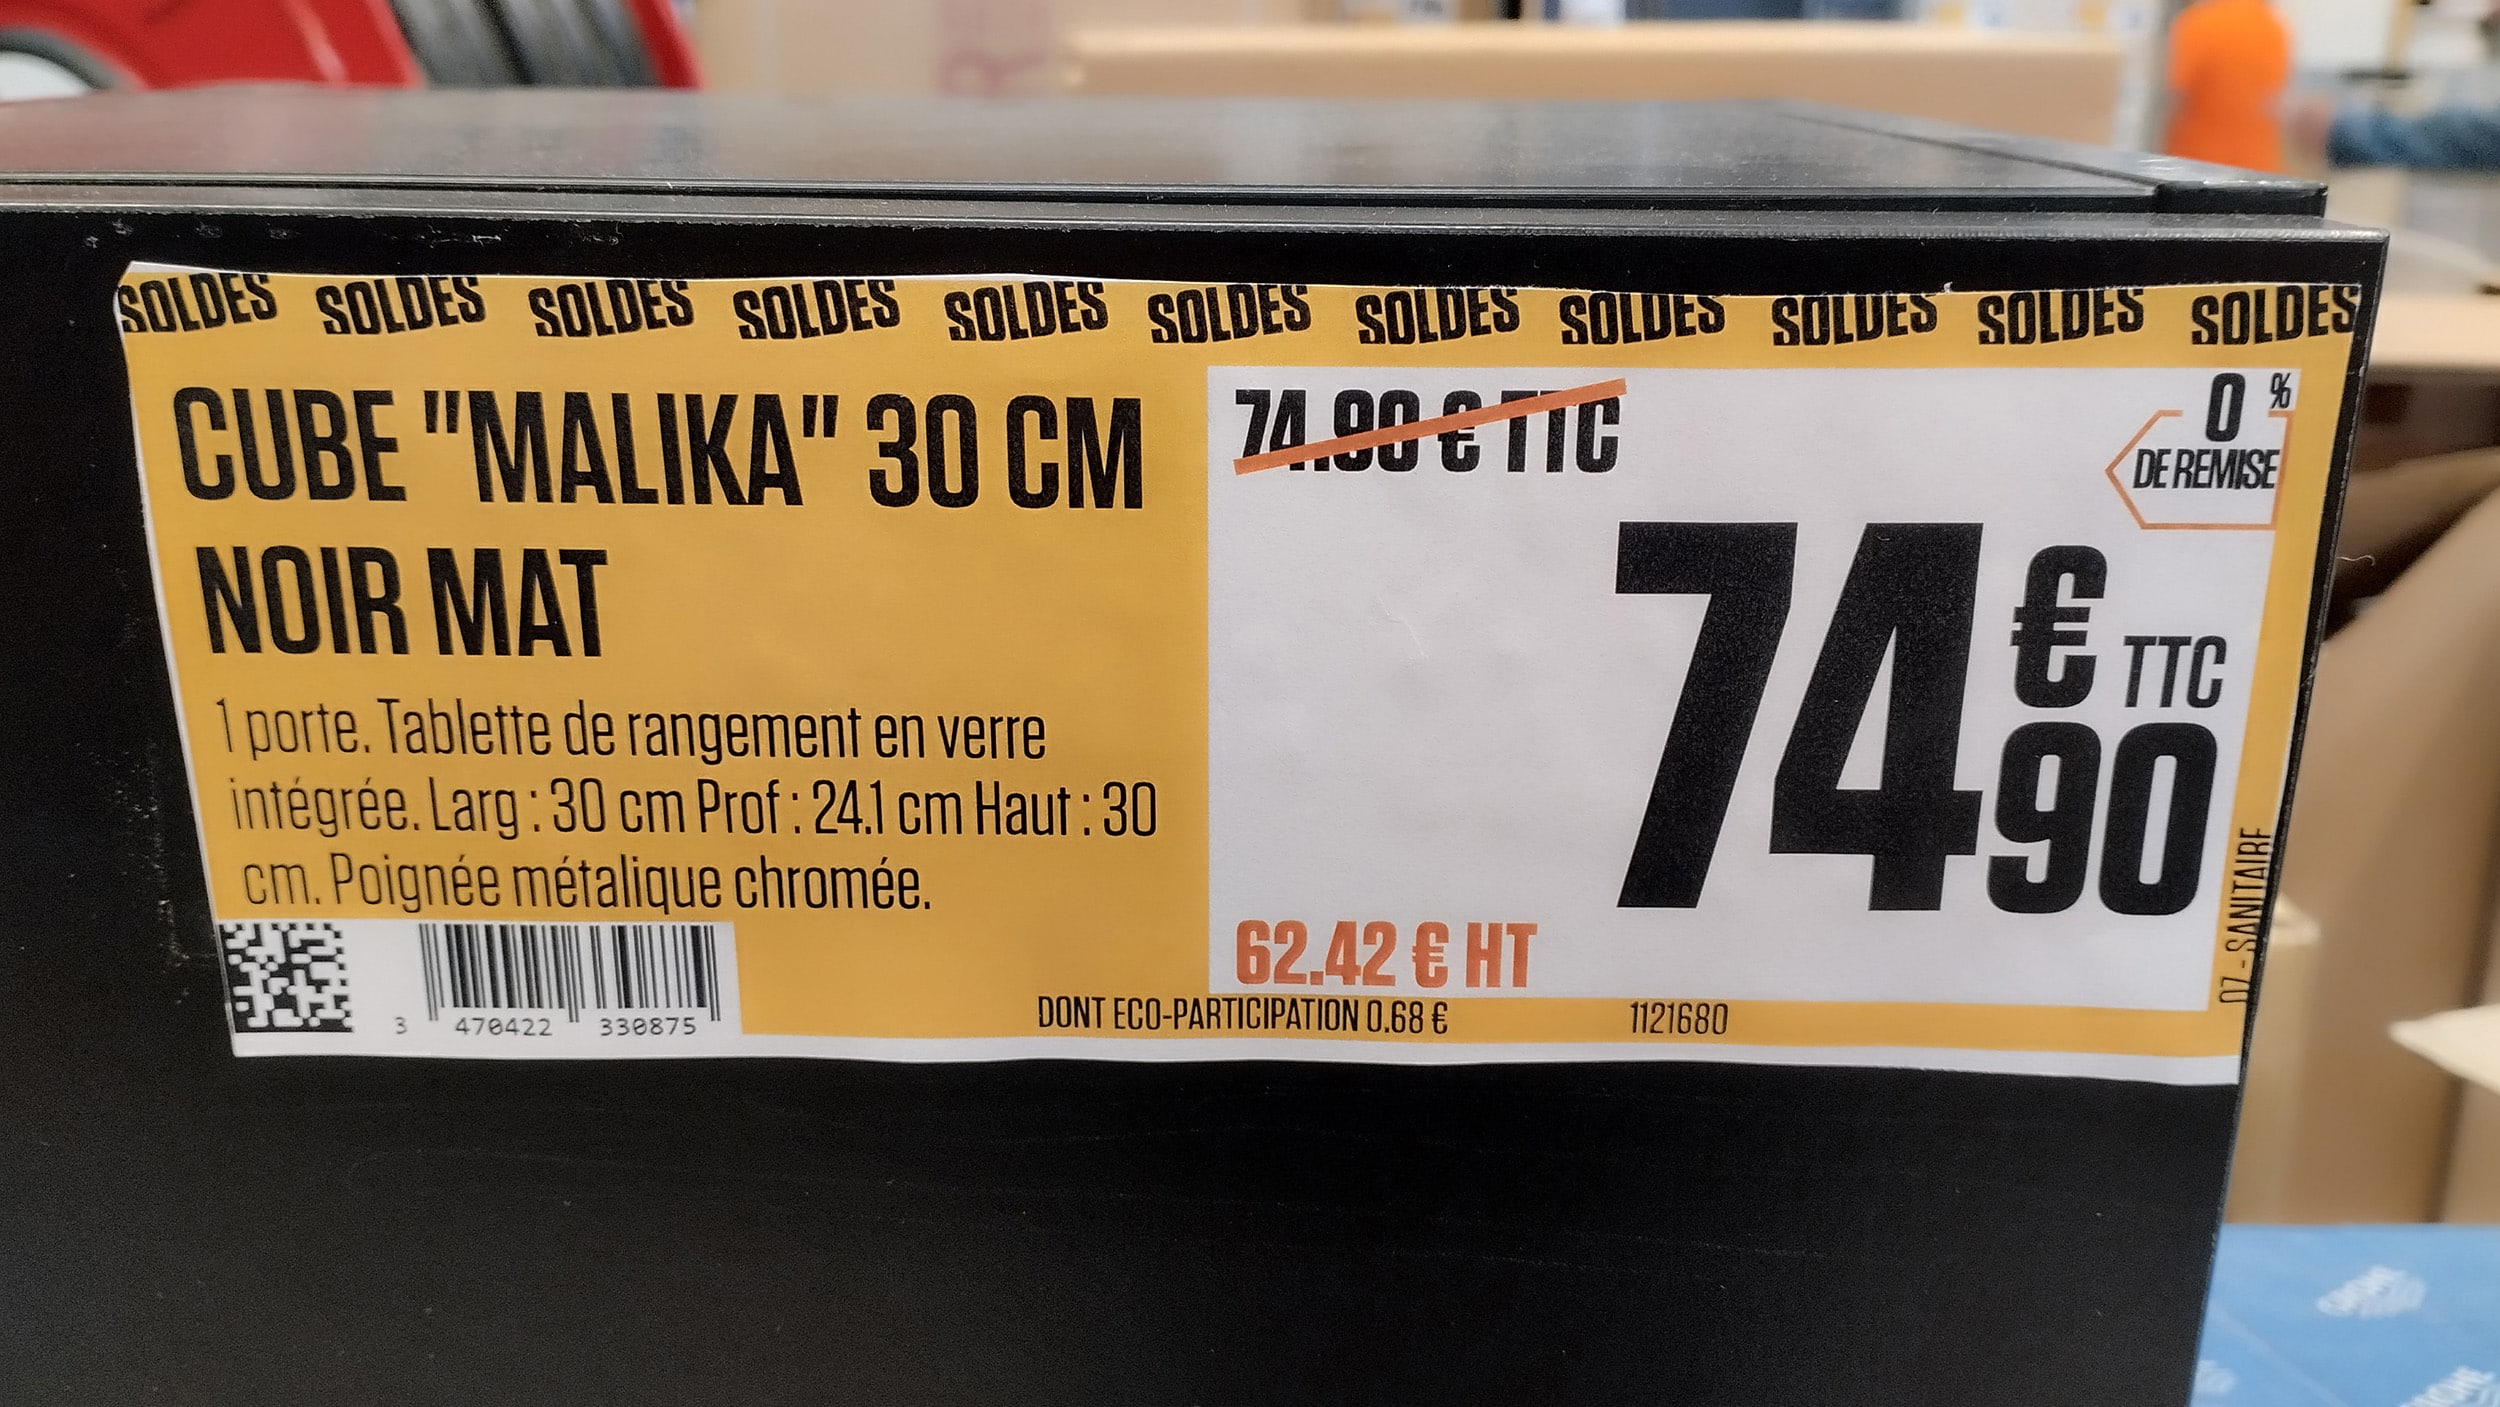 SOLDES SOLDES SOLDES SOLDES SOLDES SOLDES SOLDES SOLDES SOLDES SOLDES SOLDES
CUBE "MALIKA" 30 CM
NOIR MAT
1 porte. Tablette de rangement en verre
intégrée. Larg : 30 cm Prof : 24.1 cm Haut : 30
cm. Poignée métalique chromée.
3 470422 330875
74.90 € TTC
0 %
DE REMISE
74 € 90 TTC
62.42 € HT
DONT ECO-PARTICIPATION 0.68 € 1121680
07 - SANITAIRE